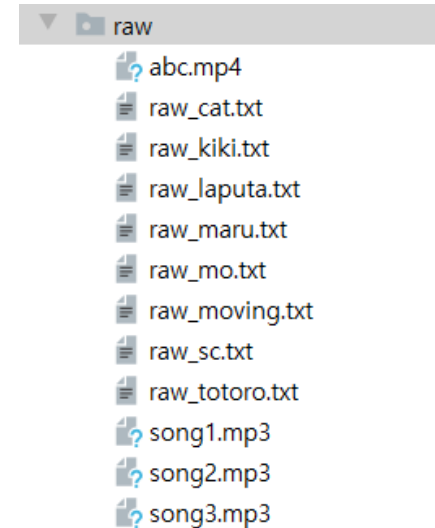 raw
abc.mp4
raw_cat.txt
raw_kiki.txt
raw_laputa.txt
raw_maru.txt
raw_mo.txt
raw_moving.txt
raw_sc.txt
raw_totoro.txt
song1.mp3
song2.mp3
song3.mp3